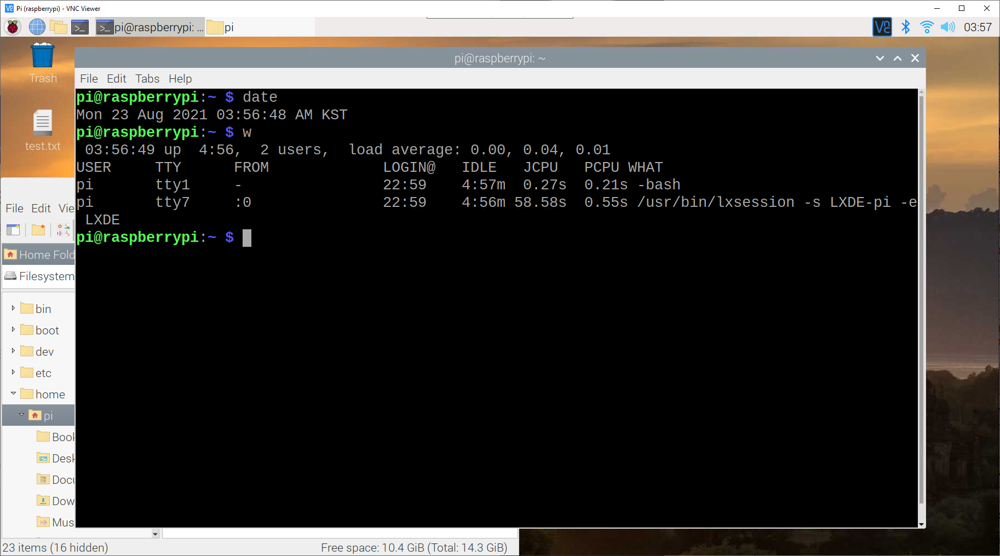 Pi (raspberrypi) - VNC Viewer
pi@raspberrypi: ... pi 03:57
Trash
test.txt
pi@raspberrypi: ~
File Edit Tabs Help
pi@raspberrypi:~ $ date
Mon 23 Aug 2021 03:56:48 AM KST
pi@raspberrypi:~ $ w
03:56:49 up 4:56, 2 users, load average: 0.00, 0.04, 0.01
USER TTY FROM LOGIN@ IDLE JCPU PCPU WHAT
pi tty1 - 22:59 4:57m 0.27s 0.21s -bash
pi tty7 :0 22:59 4:56m 58.58s 0.55s /usr/bin/lxsession -s LXDE-pi -e
LXDE
pi@raspberrypi:~ $
File Edit Vie
Home Fold
Filesystem
bin
boot
dev
etc
home
pi
Book
Desk
Docu
Dow
Mus
23 items (16 hidden) Free space: 10.4 GiB (Total: 14.3 GiB)